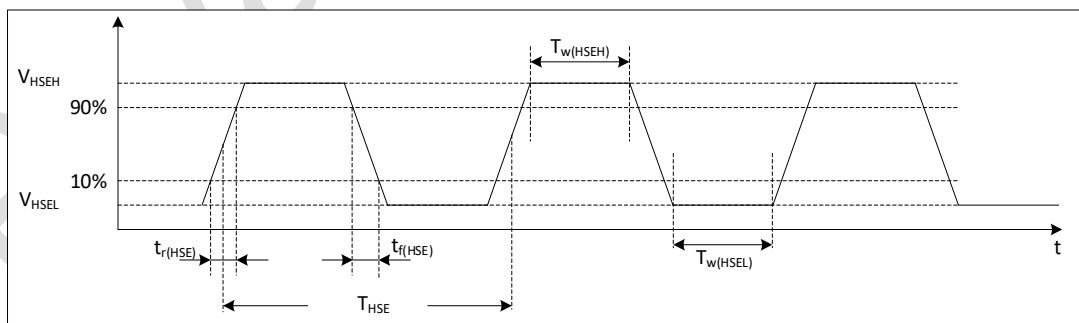 T_w(HSEH)
V_HSEH
90%
10%
V_HSEL
t_r(HSE)
t_f(HSE)
T_w(HSEL)
t
T_HSE